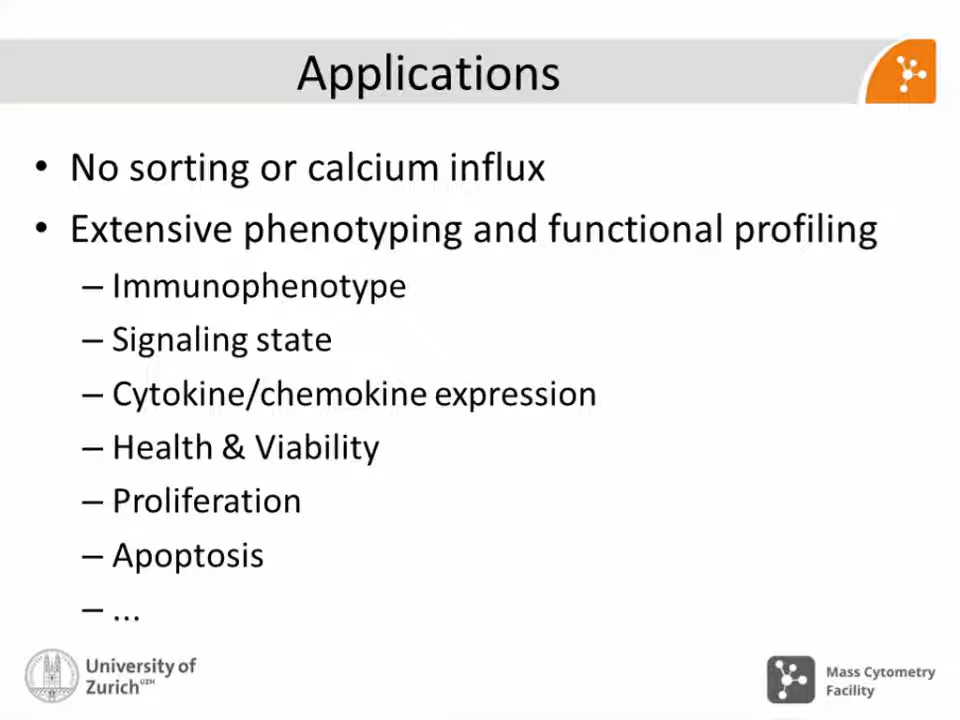 Applications
• No sorting or calcium influx
• Extensive phenotyping and functional profiling
– Immunophenotype
– Signaling state
– Cytokine/chemokine expression
– Health & Viability
– Proliferation
– Apoptosis
– ...
University of
Zurich UZH
Mass Cytometry
Facility